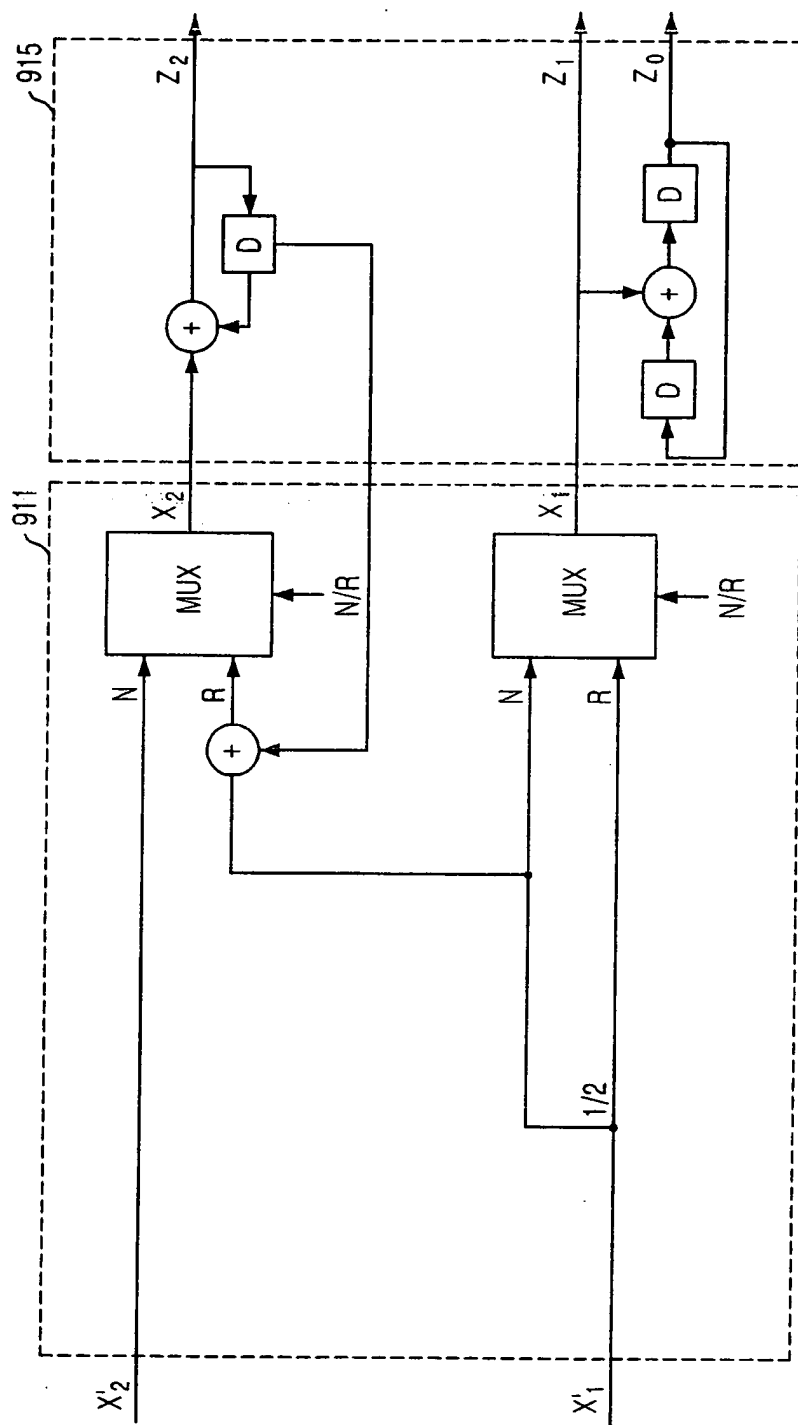 911
915
X'₂
N
MUX
X₂
+
Z₂
D
R
+
N/R
N
MUX
X₁
Z₁
X'₁
1/2
R
N/R
D
+
D
Z₀